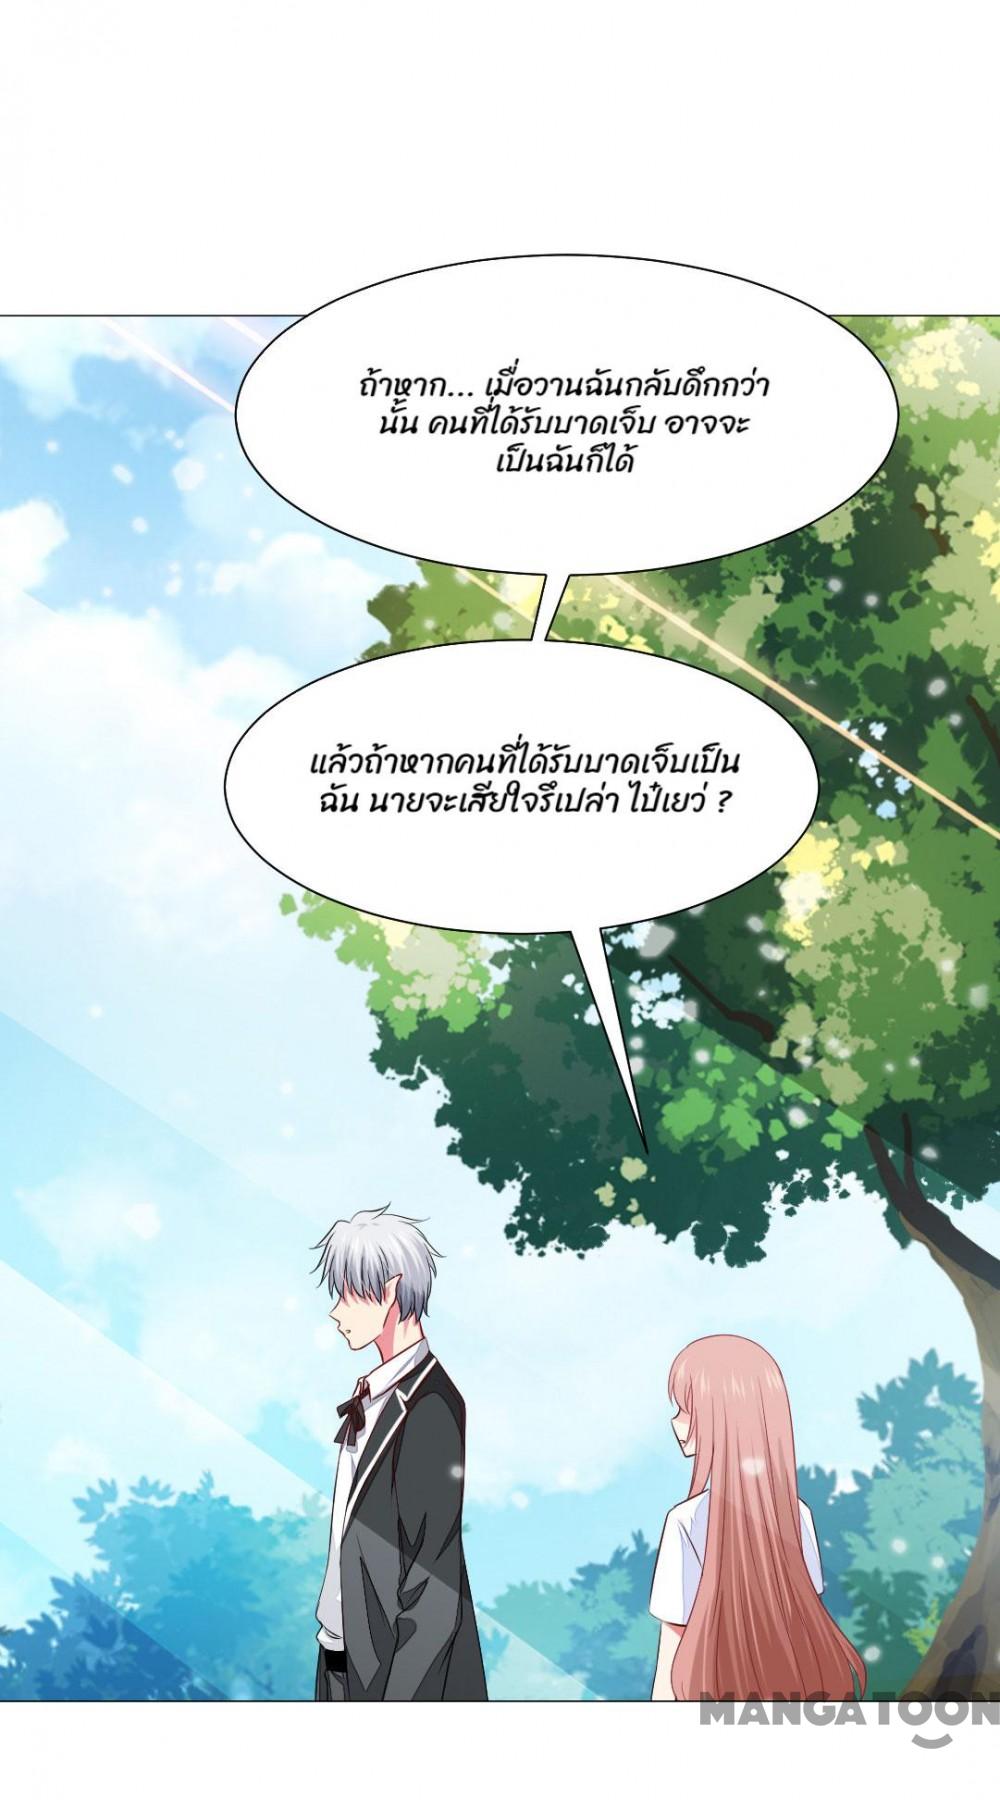 ถ้าหาก... เมื่อวานฉันกลับดึกกว่า
นั้น คนที่ได้รับบาดเจ็บ อาจจะ
เป็นฉันก็ได้
แล้วถ้าหากคนที่ได้รับบาดเจ็บเป็น
ฉัน นายจะเสียใจรึเปล่า ไป๋เยว่ ?
MANGATOON